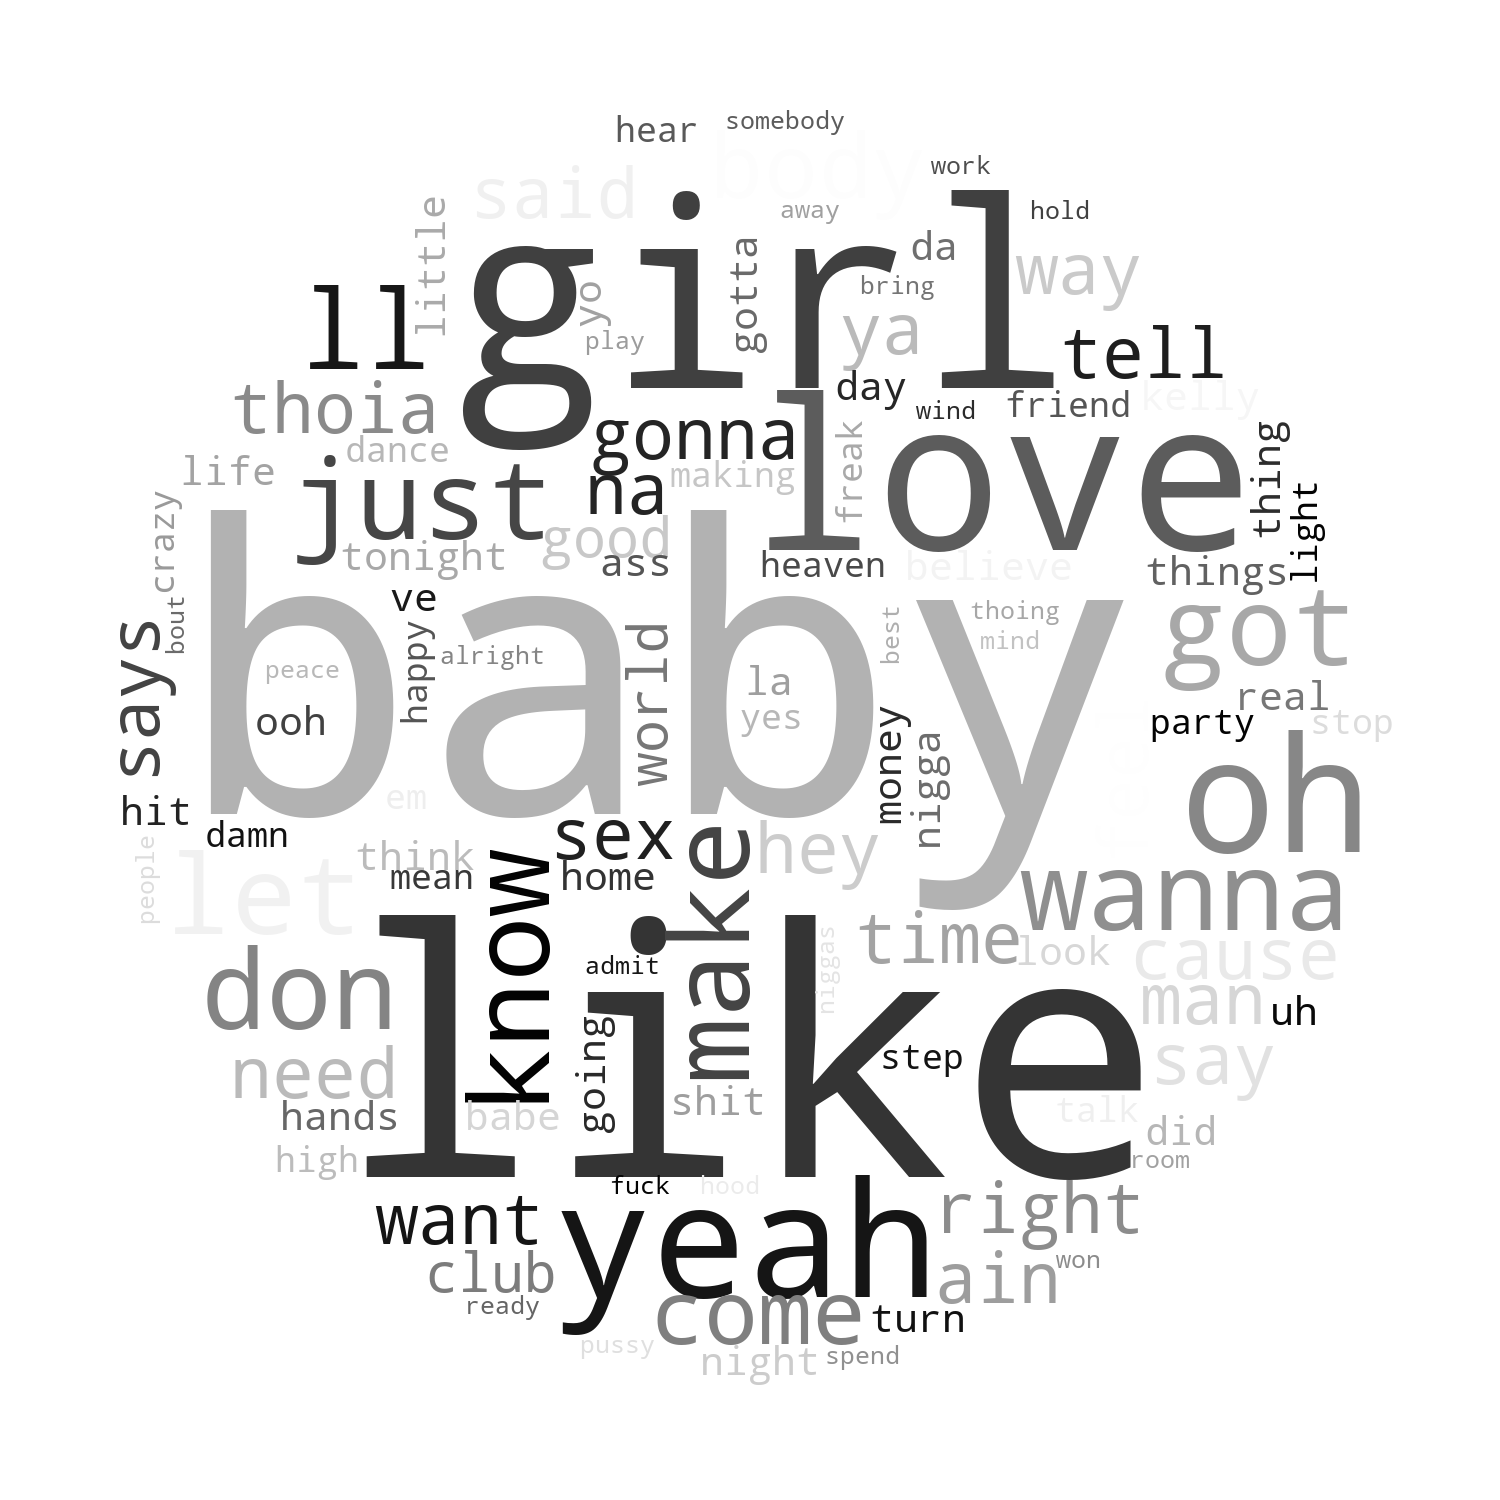 somebody
hear
body
work
said
little
away
hold
girl
da
gotta
way
bring
yo
ll
ya
play
tell
day
thoia
friend
kelly
wind
gonna
love
dance
freak
thing
life
just
making
na
light
crazy
good
tonight
ass
heaven
believe
things
baby
ve
thoing
got
bout
best
mind
says
happy
alright
world
peace
la
real
ooh
yes
party
stop
money
nigga
oh
em
hit
damn
sex
hey
people
think
make
mean
home
wanna
let
know
time
look
cause
like
admit
niggas
don
man
uh
going
step
say
need
shit
hands
babe
talk
did
high
room
fuck
hood
want
yeah
right
club
ain
won
ready
come
turn
pussy
night
spend